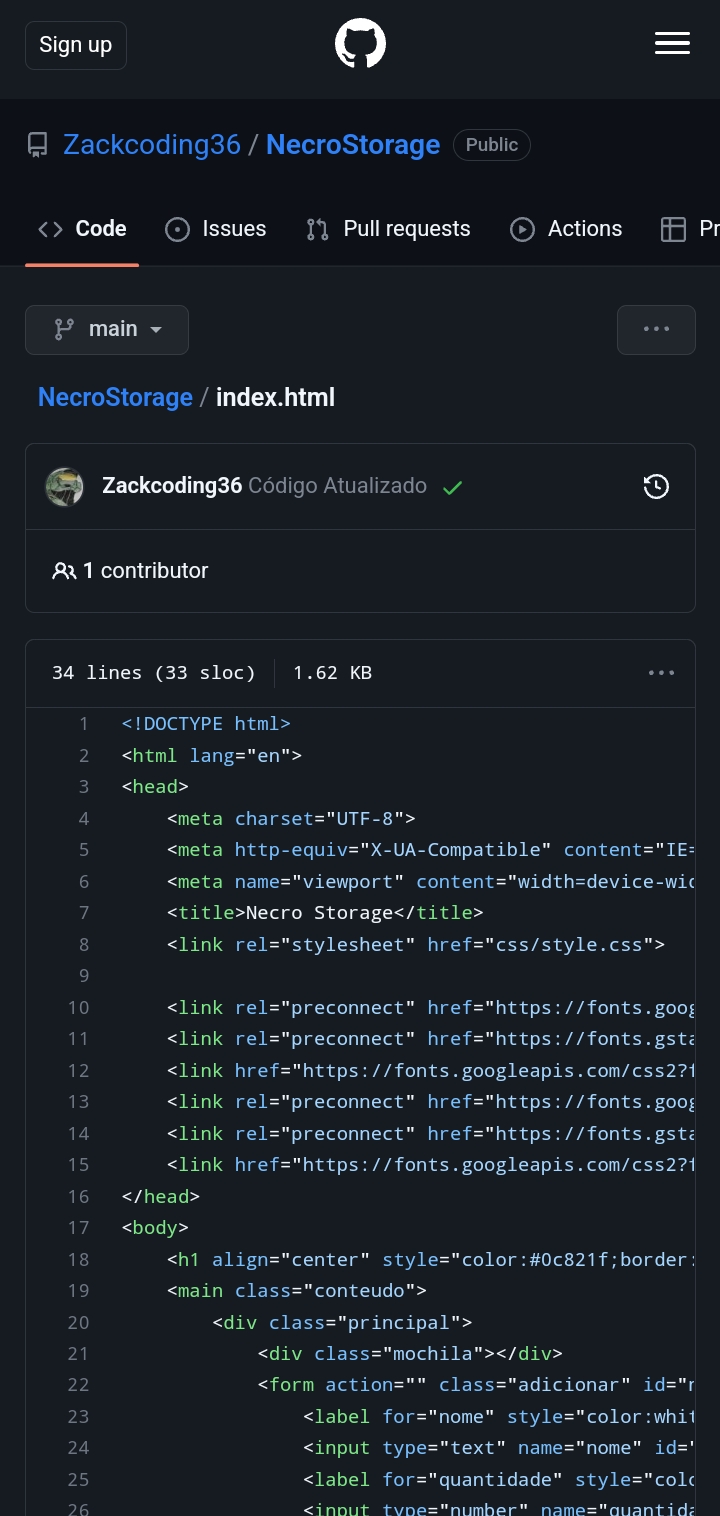 Sign up
Zackcoding36 / NecroStorage Public
Code Issues Pull requests Actions Pr
main
NecroStorage / index.html
Zackcoding36 Código Atualizado
1 contributor
34 lines (33 sloc) 1.62 KB
1 <!DOCTYPE html>
2 <html lang="en">
3 <head>
4 <meta charset="UTF-8">
5 <meta http-equiv="X-UA-Compatible" content="IE=
6 <meta name="viewport" content="width=device-wid
7 <title>Necro Storage</title>
8 <link rel="stylesheet" href="css/style.css">
9
10 <link rel="preconnect" href="https://fonts.goog
11 <link rel="preconnect" href="https://fonts.gsta
12 <link href="https://fonts.googleapis.com/css2?f
13 <link rel="preconnect" href="https://fonts.goog
14 <link rel="preconnect" href="https://fonts.gsta
15 <link href="https://fonts.googleapis.com/css2?f
16 </head>
17 <body>
18 <h1 align="center" style="color:#0c821f;border:
19 <main class="conteudo">
20 <div class="principal">
21 <div class="mochila"></div>
22 <form action="" class="adicionar" id="n
23 <label for="nome" style="color:whit
24 <input type="text" name="nome" id="
25 <label for="quantidade" style="colo
26 <input type="number" name="quantida